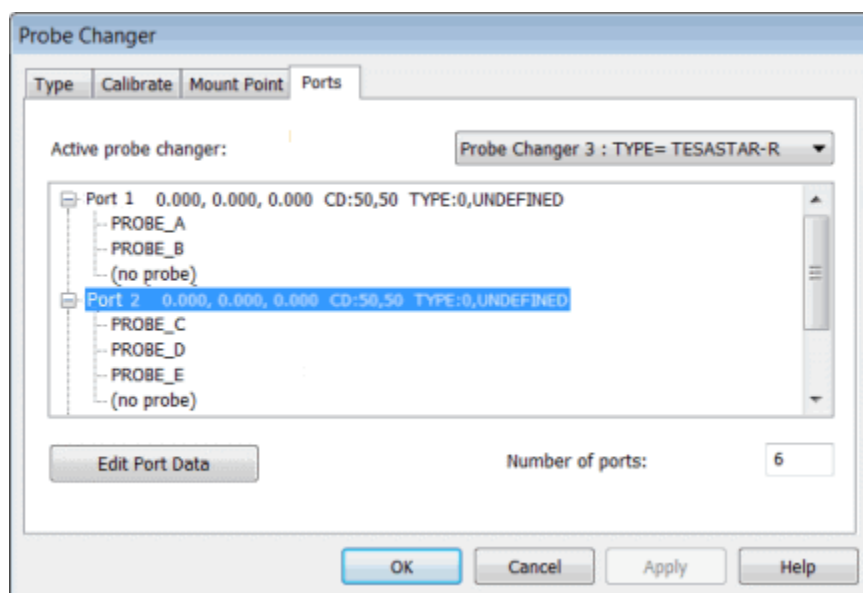 Probe Changer
Type Calibrate Mount Point Ports
Active probe changer: Probe Changer 3 : TYPE= TESASTAR-R
Port 1 0.000, 0.000, 0.000 CD:50,50 TYPE:0,UNDEFINED
PROBE_A
PROBE_B
(no probe)
Port 2 0.000, 0.000, 0.000 CD:50,50 TYPE:0,UNDEFINED
PROBE_C
PROBE_D
PROBE_E
(no probe)
Edit Port Data Number of ports: 6
OK Cancel Apply Help